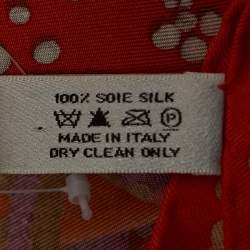 100% SOIE SILK
P
MADE IN ITALY
DRY CLEAN ONLY